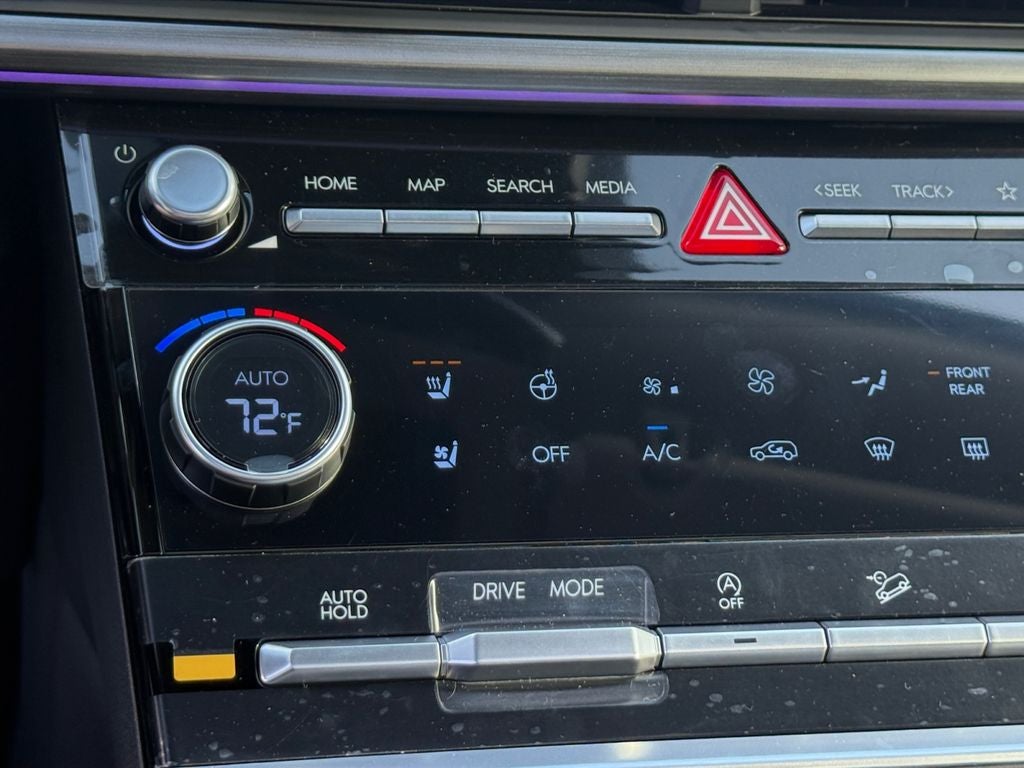 HOME MAP SEARCH MEDIA <SEEK TRACK>
AUTO
72°F
FRONT
REAR
OFF A/C
AUTO
HOLD
DRIVE MODE
A
OFF